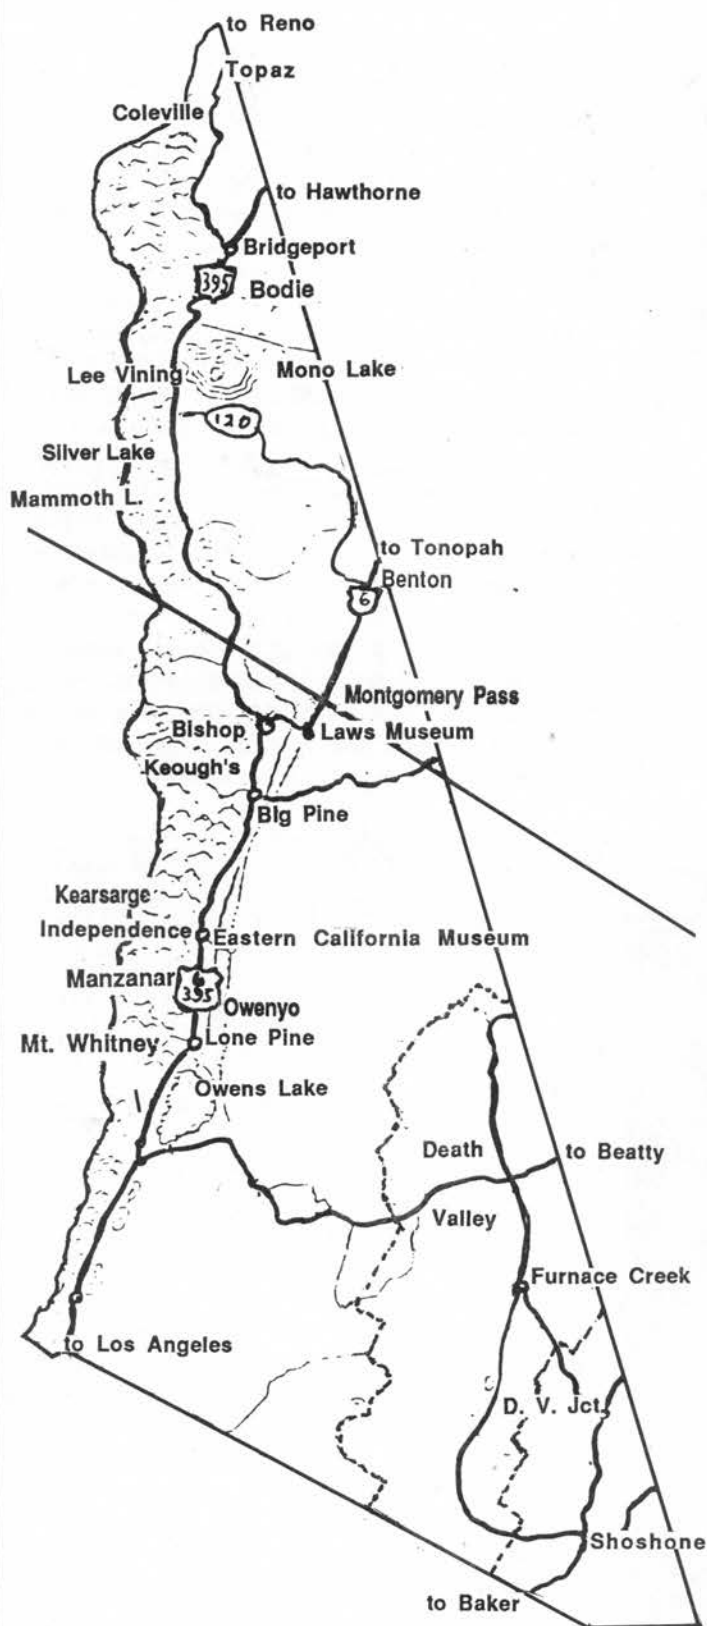 to Reno
Topaz
Coleville
to Hawthorne
Bridgeport
395
Bodie
Lee Vining
Mono Lake
120
Silver Lake
Mammoth L.
to Tonopah
Benton
6
Montgomery Pass
Bishop
Laws Museum
Keough's
Big Pine
Kearsarge
Independence
Eastern California Museum
Manzanar
6
395
Owenyo
Mt. Whitney
Lone Pine
Owens Lake
Death
to Beatty
Valley
Furnace Creek
to Los Angeles
D. V. Jct.
Shoshone
to Baker